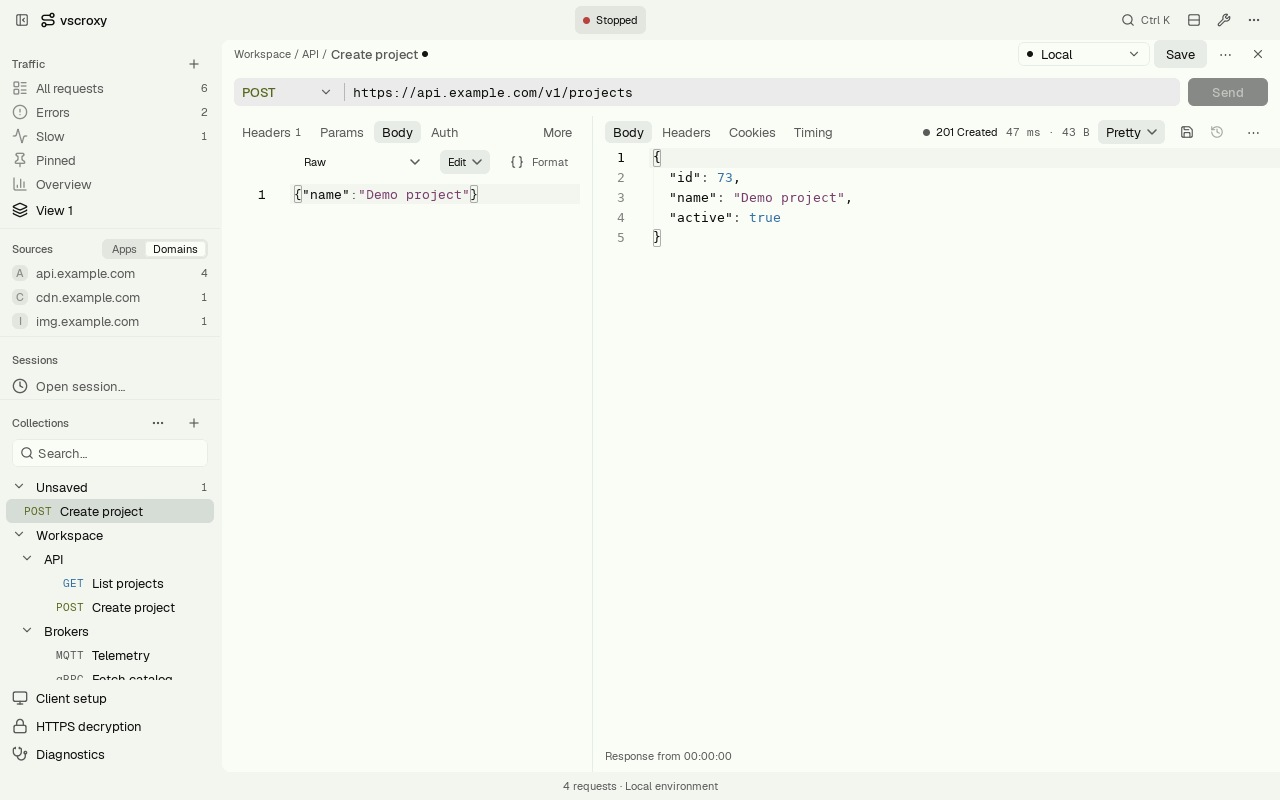 vscroxy
Stopped
Ctrl K
Traffic
All requests 6
Errors 2
Slow 1
Pinned
Overview
View 1
Sources Apps Domains
A api.example.com 4
C cdn.example.com 1
I img.example.com 1
Sessions
Open session...
Collections
Search...
Unsaved 1
POST Create project
Workspace
API
GET List projects
POST Create project
Brokers
MQTT Telemetry
gRPC Fetch catalog
Client setup
HTTPS decryption
Diagnostics
Workspace / API / Create project
Local
Save
POST https://api.example.com/v1/projects
Send
Headers 1 Params Body Auth More
Raw Edit {} Format
1 {"name":"Demo project"}
Body Headers Cookies Timing
201 Created 47 ms · 43 B Pretty
1 {
2 "id": 73,
3 "name": "Demo project",
4 "active": true
5 }
Response from 00:00:00
4 requests · Local environment